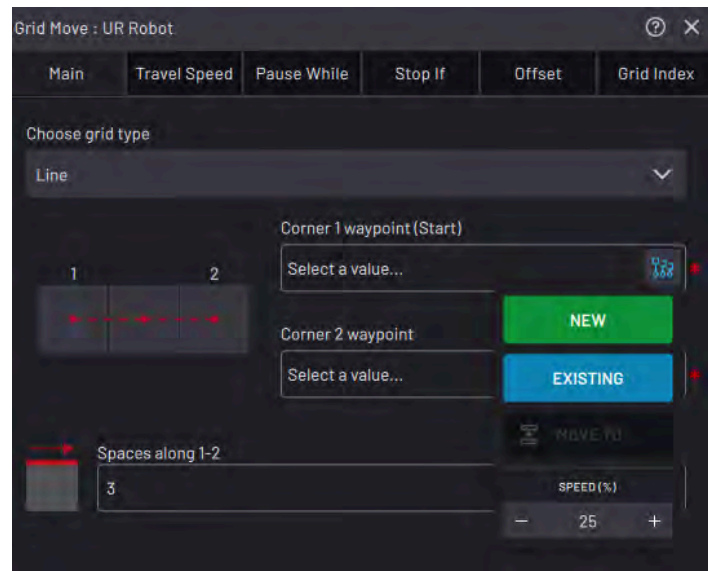 Grid Move : UR Robot
Main Travel Speed Pause While Stop If Offset Grid Index
Choose grid type
Line
Corner 1 waypoint (Start)
Select a value...
1 2
NEW
Corner 2 waypoint
Select a value...
EXISTING
MOVE TO
Spaces along 1-2
3
SPEED (%)
− 25 +